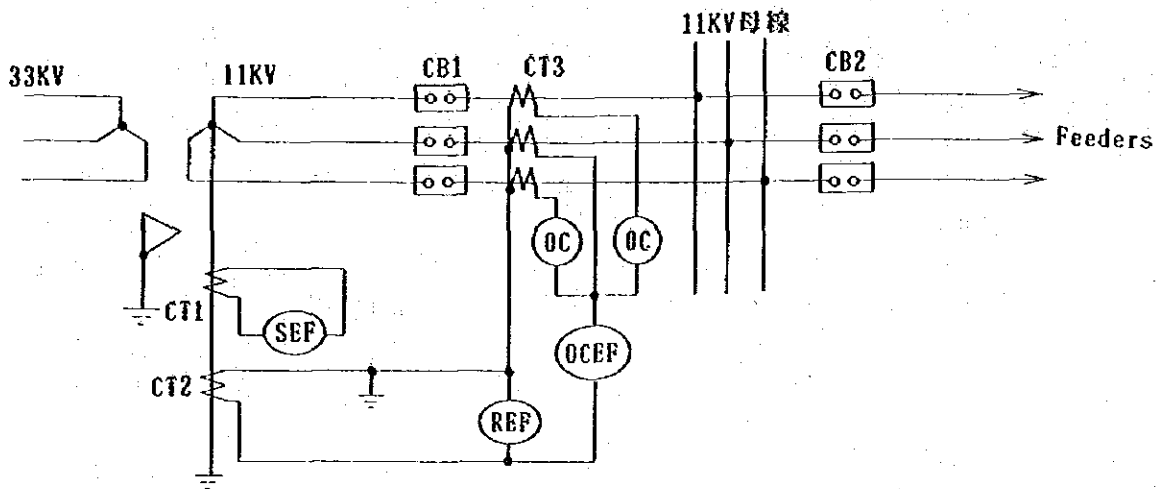 11KV母線
33KV
11KV
CB1
CT3
CB2
Feeders
OC
OC
CT1
SEF
OCEF
CT2
REF